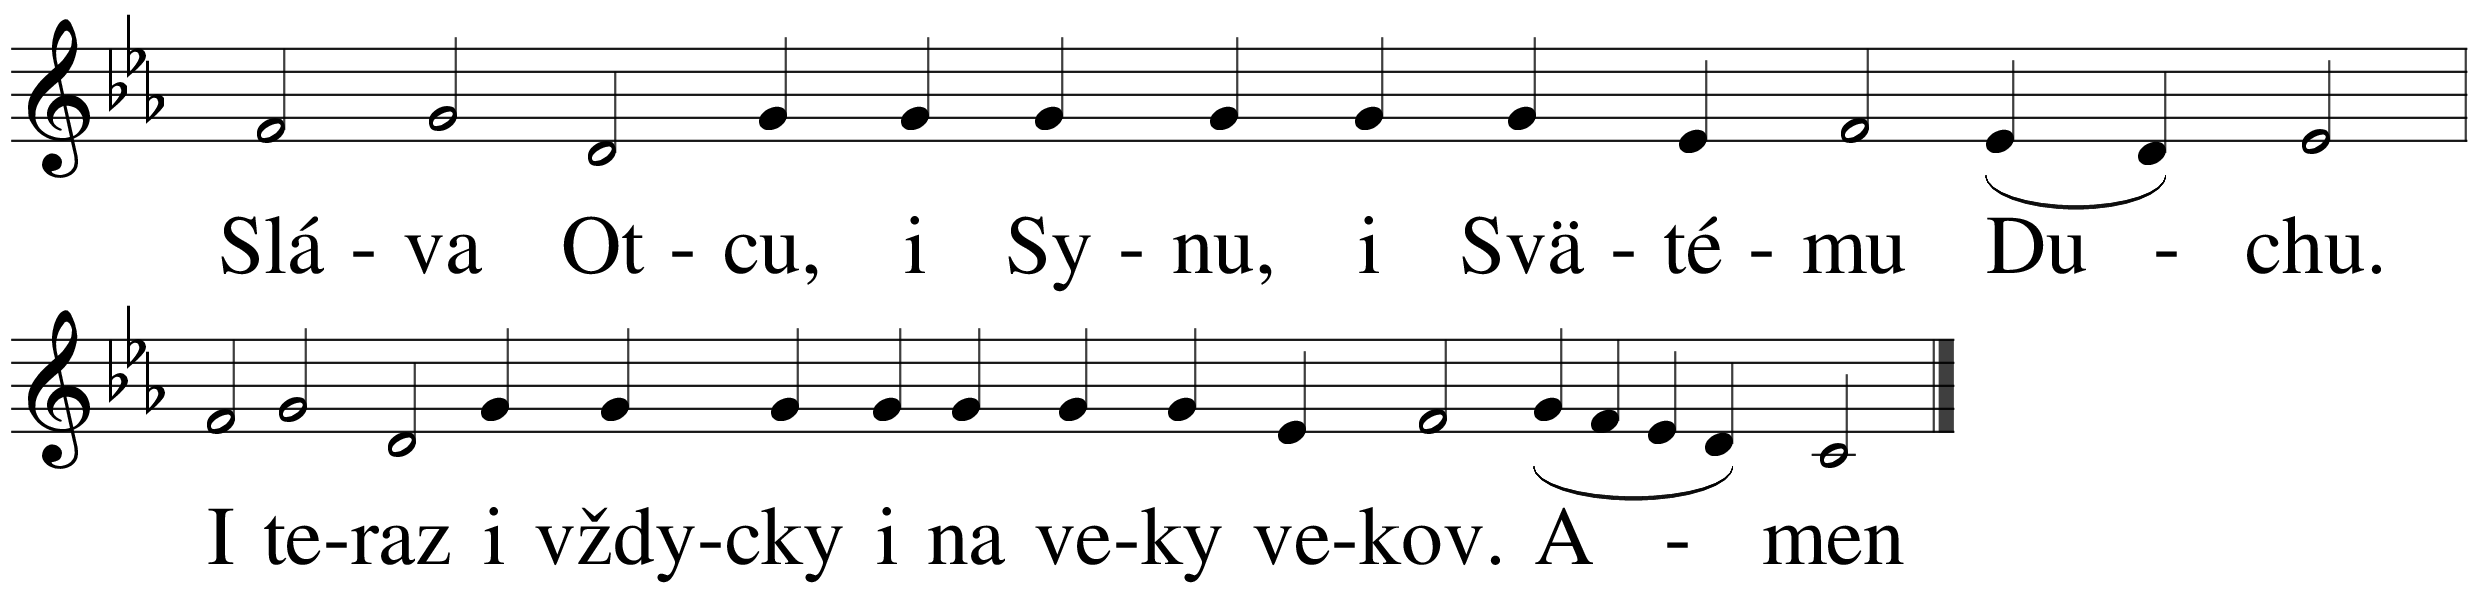 Slá - va Ot - cu, i Sy - nu, i Svä - té - mu Du - chu.
I te-raz i vždy-cky i na ve-ky ve-kov. A - men